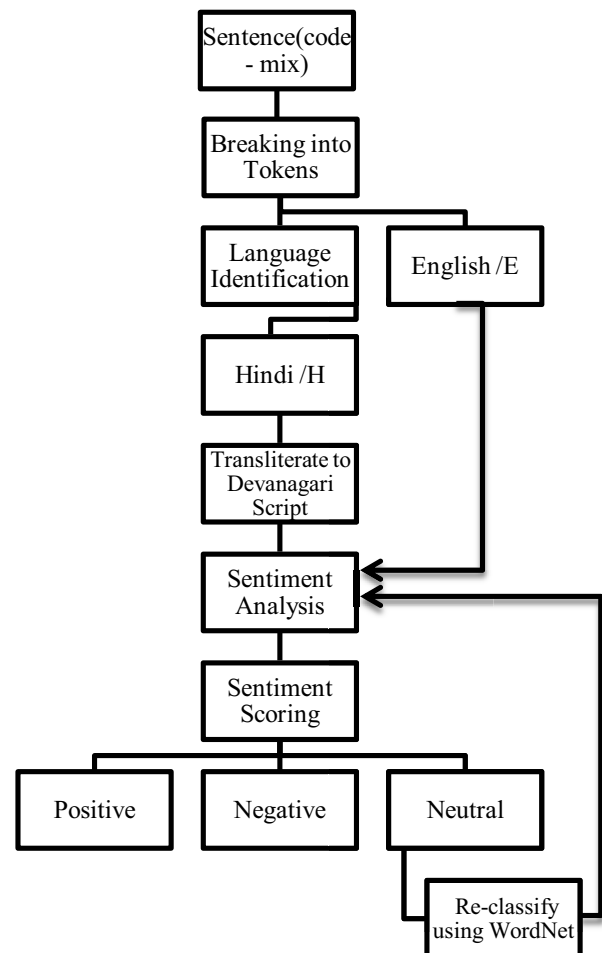 Sentence(code
- mix)
Breaking into
Tokens
Language
Identification
English /E
Hindi /H
Transliterate to
Devanagari
Script
Sentiment
Analysis
Sentiment
Scoring
Positive
Negative
Neutral
Re-classify
using WordNet